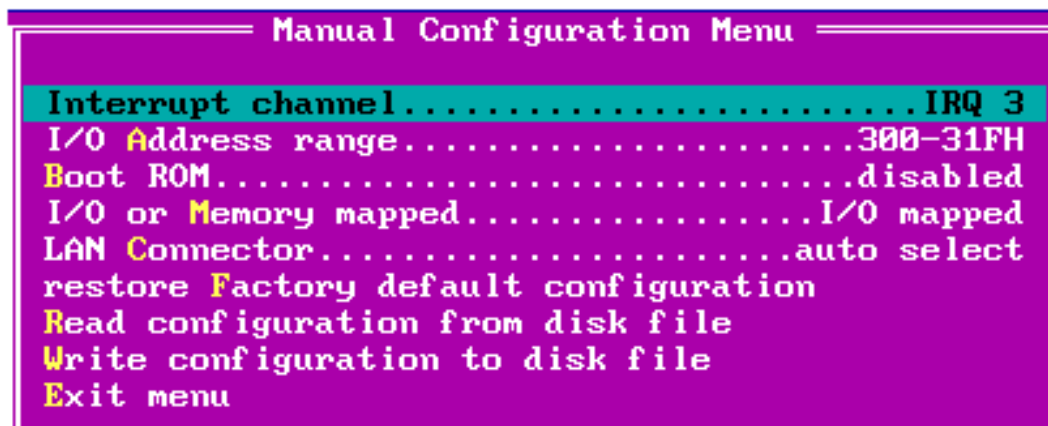 Manual Configuration Menu
Interrupt channel.........................IRQ 3
I/O Address range......................300-31FH
Boot ROM...............................disabled
I/O or Memory mapped.................I/O mapped
LAN Connector.......................auto select
restore Factory default configuration
Read configuration from disk file
Write configuration to disk file
Exit menu